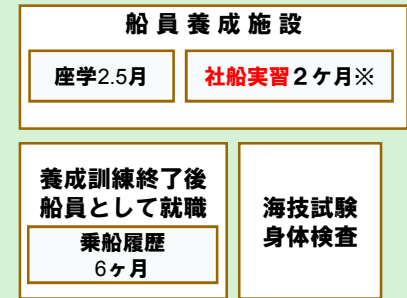 船員養成施設
座学2.5月
社船実習２ケ月※
養成訓練終了後
船員として就職
乗船履歴
6ヶ月
海技試験
身体検査